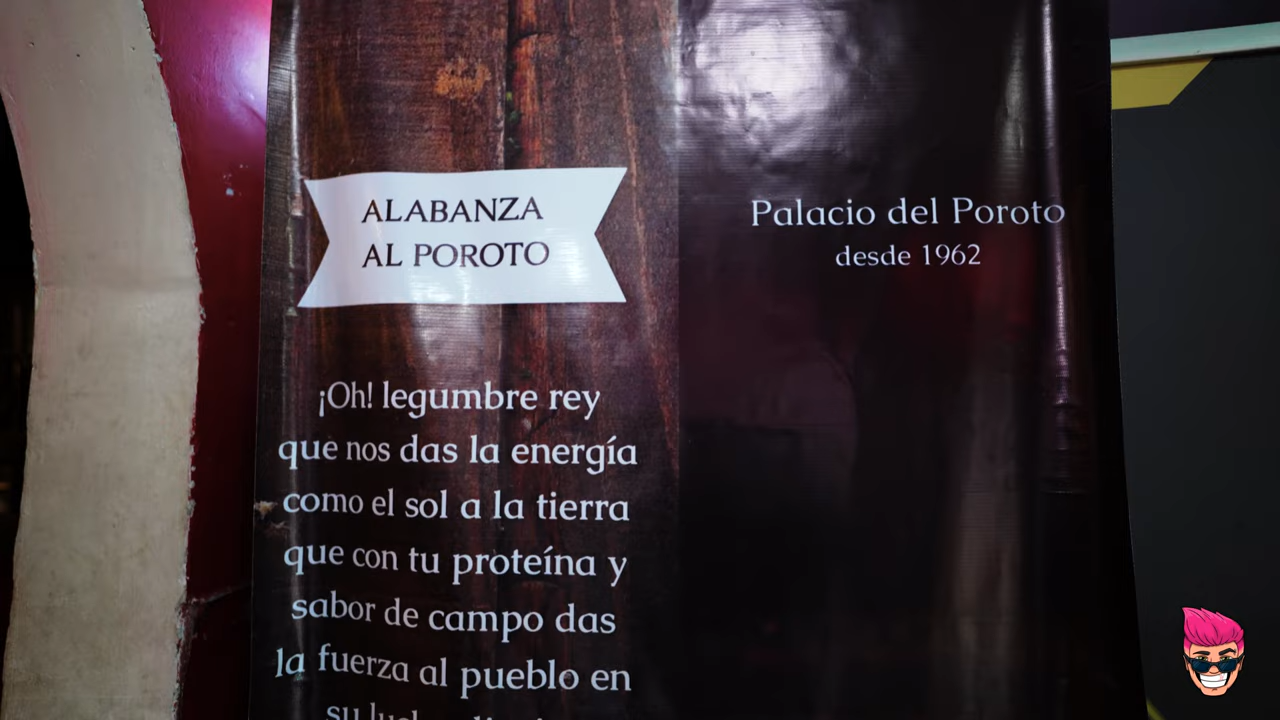 ALABANZA
AL POROTO
¡Oh! legumbre rey
que nos das la energía
como el sol a la tierra
que con tu proteína y
sabor de campo das
la fuerza al pueblo en
su
Palacio del Poroto
desde 1962